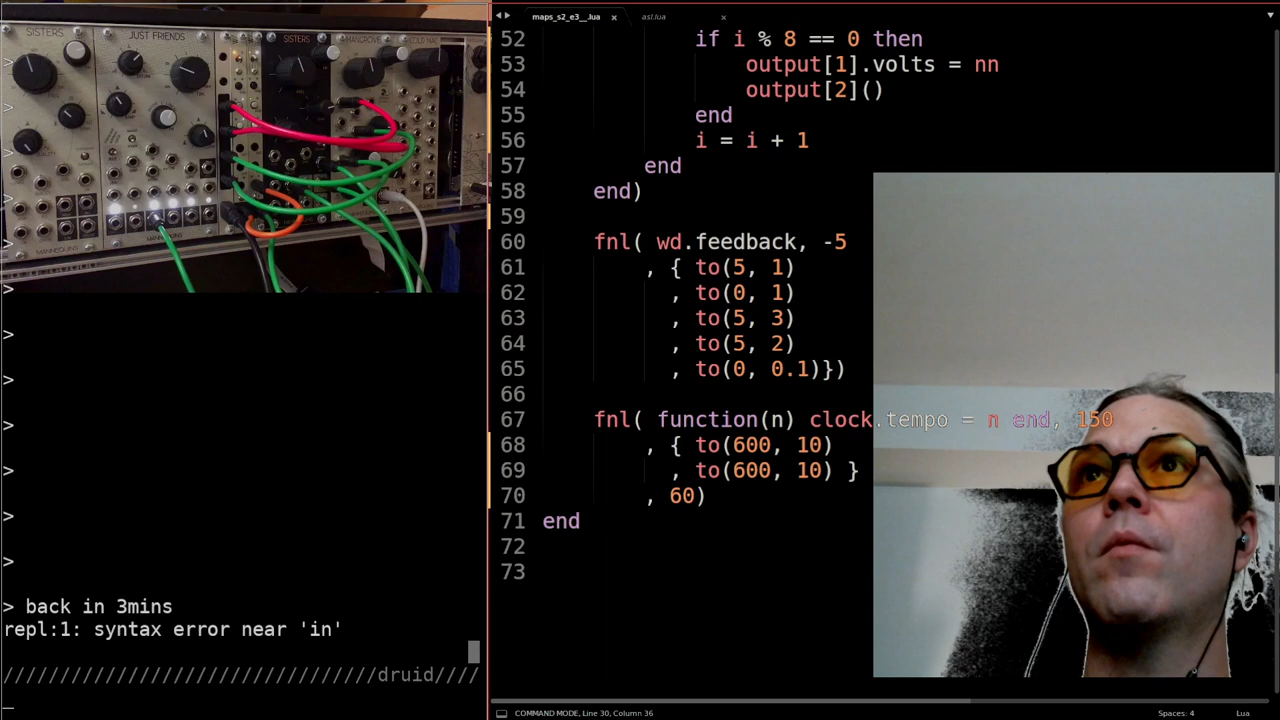 SISTERS
JUST FRIENDS
SISTERS
MANGROVE
COLD MAC
MANNEQUINS
MANNEQUINS
>
>
>
>
>
>
>
>
>
>
>
>
> back in 3mins
repl:1: syntax error near 'in'
/////////////////////////////////druid////
maps_s2_e3__.lua
asl.lua
52 if i % 8 == 0 then
53 output[1].volts = nn
54 output[2]()
55 end
56 i = i + 1
57 end
58 end)
59
60 fnl( wd.feedback, -5
61 , { to(5, 1)
62 , to(0, 1)
63 , to(5, 3)
64 , to(5, 2)
65 , to(0, 0.1)})
66
67 fnl( function(n) clock.tempo = n end, 150
68 , { to(600, 10)
69 , to(600, 10) }
70 , 60)
71 end
72
73
COMMAND MODE, Line 30, Column 36
Spaces: 4
Lua